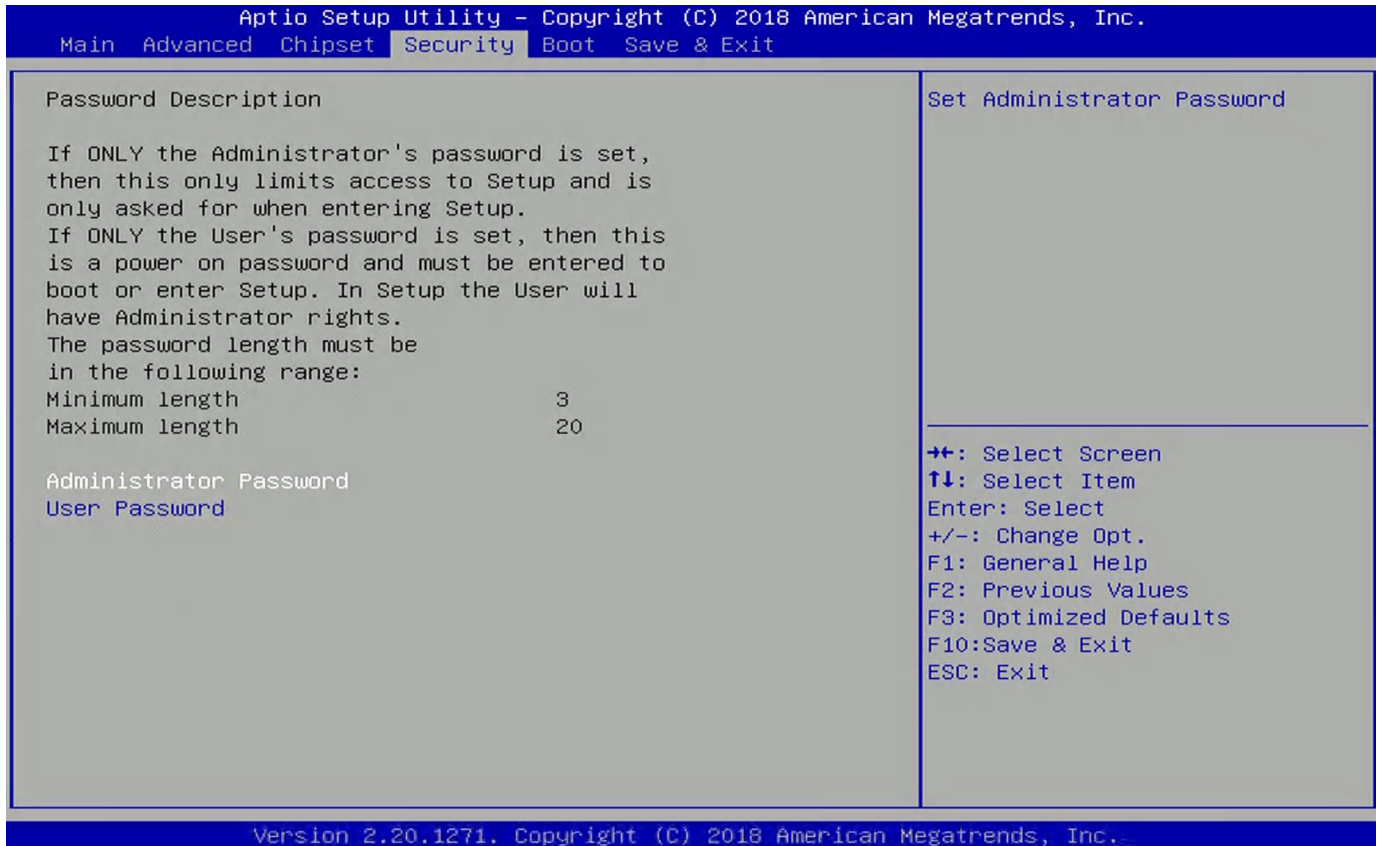 Aptio Setup Utility – Copyright (C) 2018 American Megatrends, Inc.
Main Advanced Chipset Security Boot Save & Exit
Password Description
If ONLY the Administrator's password is set,
then this only limits access to Setup and is
only asked for when entering Setup.
If ONLY the User's password is set, then this
is a power on password and must be entered to
boot or enter Setup. In Setup the User will
have Administrator rights.
The password length must be
in the following range:
Minimum length 3
Maximum length 20
Administrator Password
User Password
Set Administrator Password
→←: Select Screen
↑↓: Select Item
Enter: Select
+/-: Change Opt.
F1: General Help
F2: Previous Values
F3: Optimized Defaults
F10:Save & Exit
ESC: Exit
Version 2.20.1271. Copyright (C) 2018 American Megatrends, Inc.